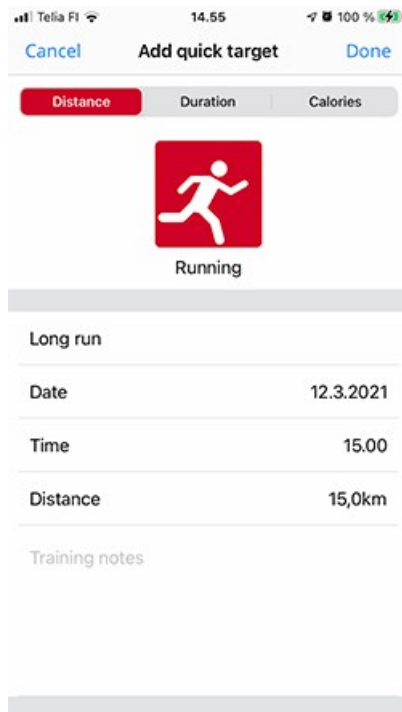 Telia FI 14.55 100 %
Cancel Add quick target Done
Distance Duration Calories
Running
Long run
Date 12.3.2021
Time 15.00
Distance 15,0km
Training notes